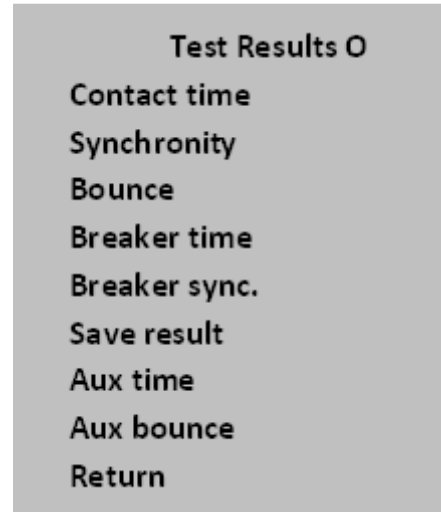 Test Results O
Contact time
Synchronity
Bounce
Breaker time
Breaker sync.
Save result
Aux time
Aux bounce
Return